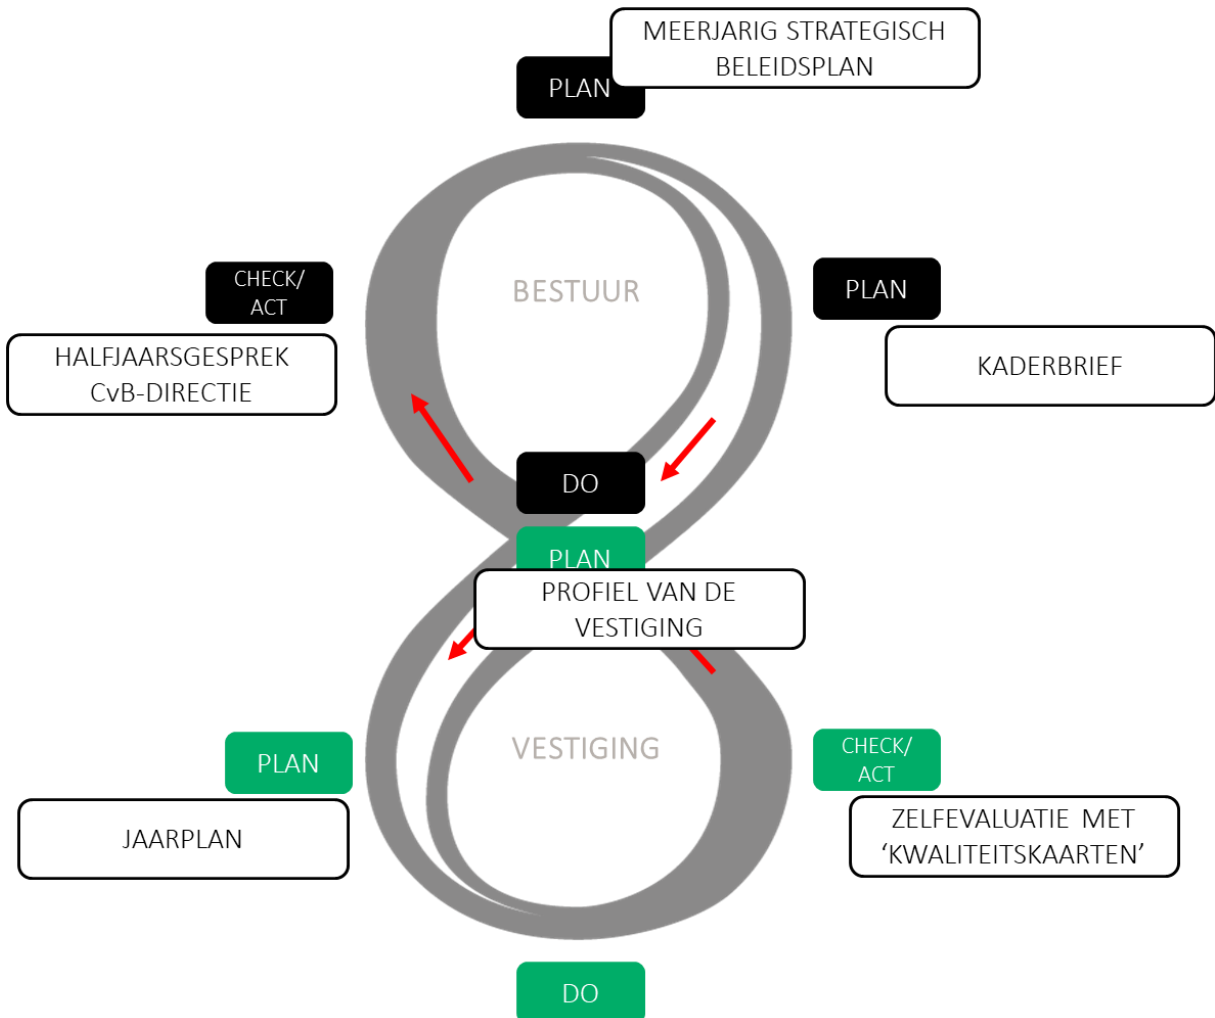 MEERJARIG STRATEGISCH
BELEIDSPLAN
PLAN
BESTUUR
CHECK/
ACT
PLAN
HALFJAARSGESPREK
CvB-DIRECTIE
KADERBRIEF
DO
PLAN
PROFIEL VAN DE
VESTIGING
VESTIGING
PLAN
CHECK/
ACT
JAARPLAN
ZELFEVALUATIE MET
‘KWALITEITSKAARTEN’
DO